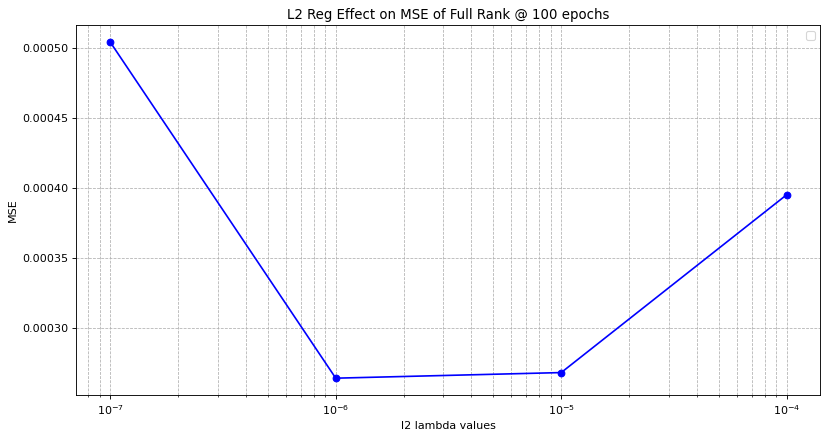 L2 Reg Effect on MSE of Full Rank @ 100 epochs
0.00050
0.00045
0.00040
0.00035
0.00030
MSE
10⁻⁷ 10⁻⁶ 10⁻⁵ 10⁻⁴
l2 lambda values